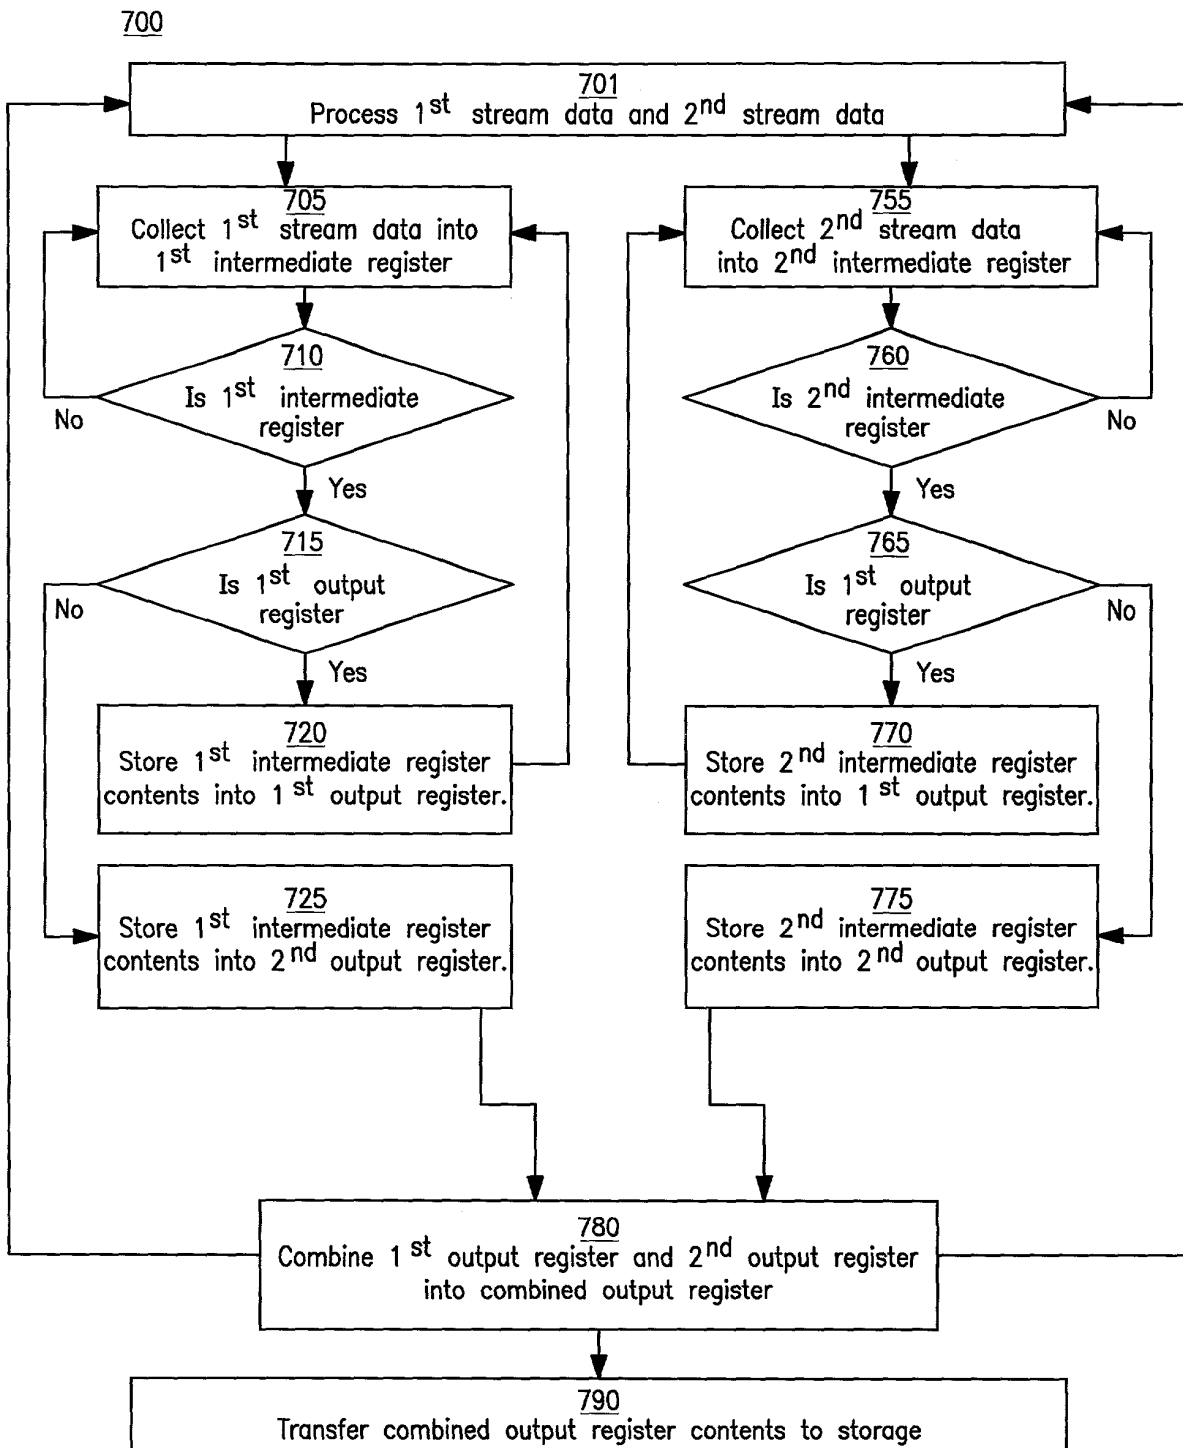 700
701
Process 1st stream data and 2nd stream data
705
Collect 1st stream data into
1st intermediate register
755
Collect 2nd stream data
into 2nd intermediate register
710
Is 1st intermediate
register
No
Yes
760
Is 2nd intermediate
register
No
Yes
715
Is 1st output
register
No
Yes
765
Is 1st output
register
No
Yes
720
Store 1st intermediate register
contents into 1st output register.
770
Store 2nd intermediate register
contents into 1st output register.
725
Store 1st intermediate register
contents into 2nd output register.
775
Store 2nd intermediate register
contents into 2nd output register.
780
Combine 1st output register and 2nd output register
into combined output register
790
Transfer combined output register contents to storage